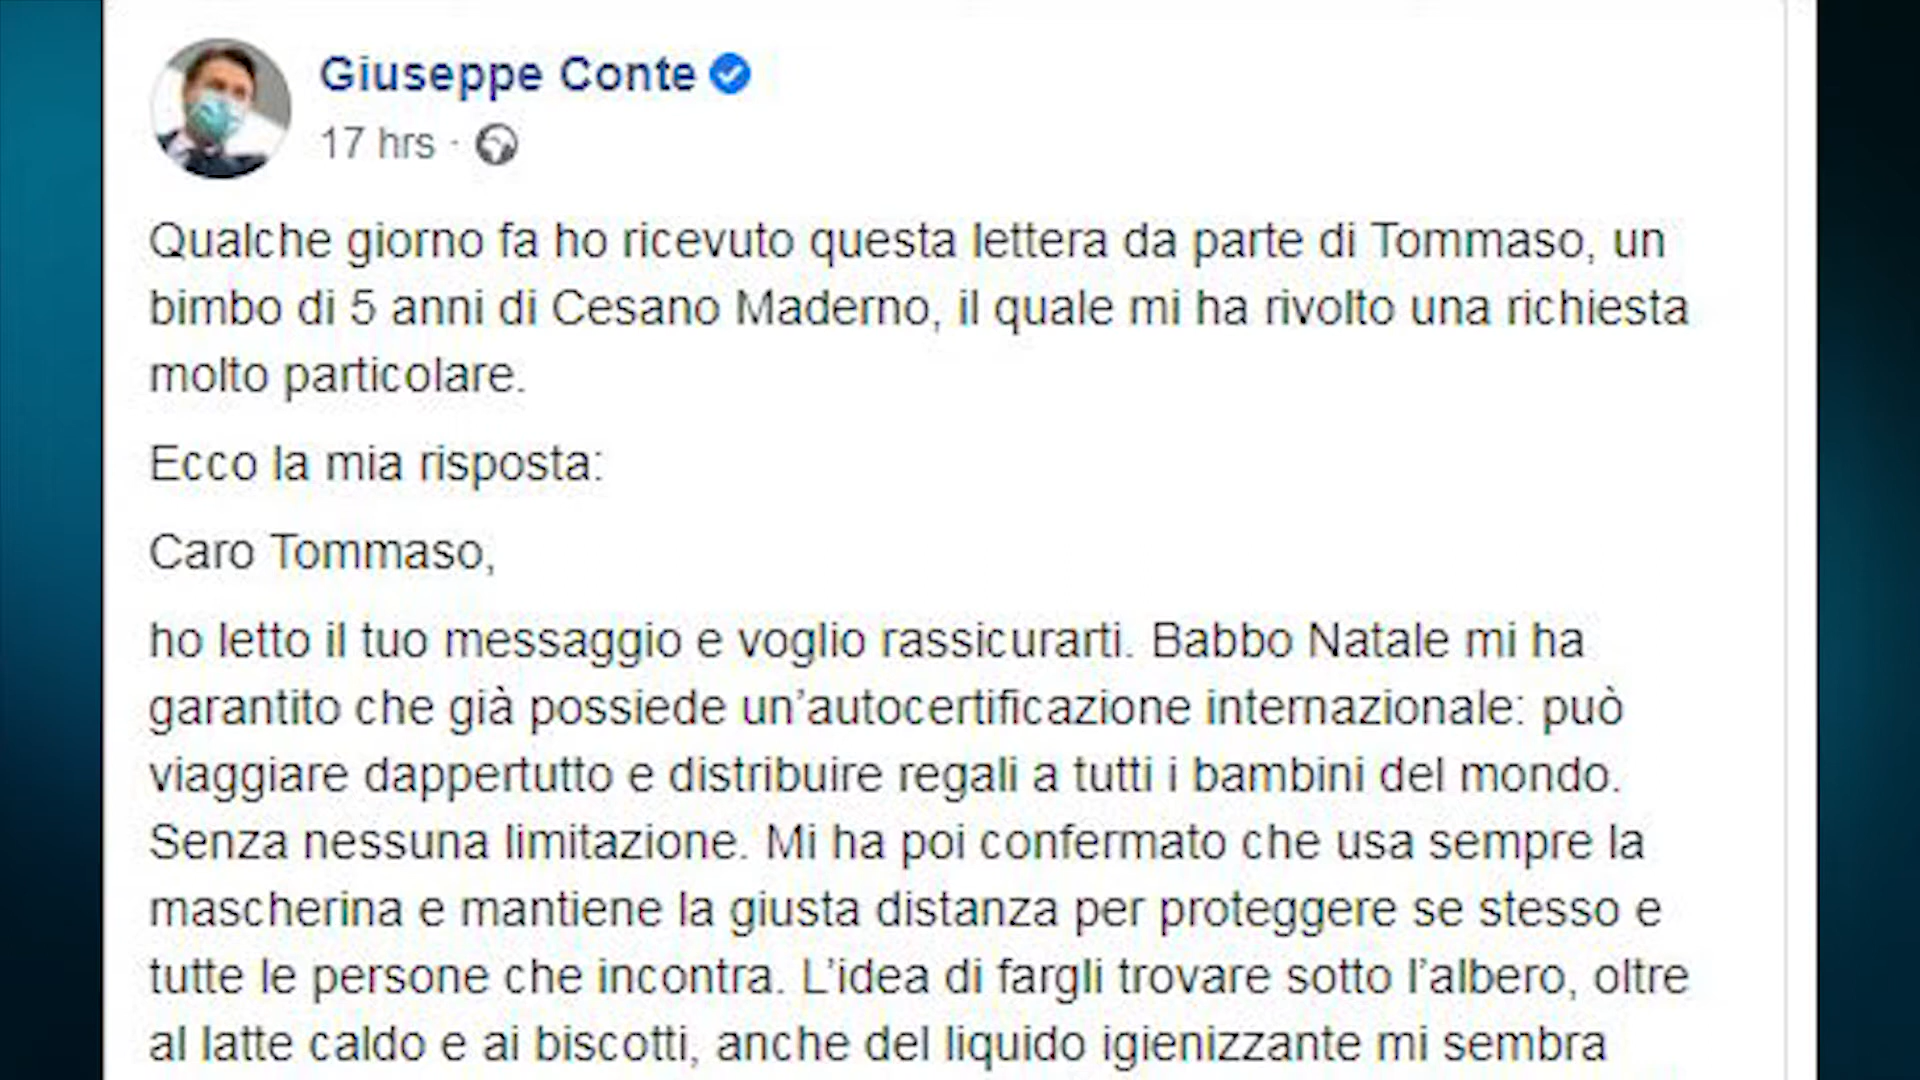 Giuseppe Conte
17 hrs ·
Qualche giorno fa ho ricevuto questa lettera da parte di Tommaso, un
bimbo di 5 anni di Cesano Maderno, il quale mi ha rivolto una richiesta
molto particolare.
Ecco la mia risposta:
Caro Tommaso,
ho letto il tuo messaggio e voglio rassicurarti. Babbo Natale mi ha
garantito che già possiede un’autocertificazione internazionale: può
viaggiare dappertutto e distribuire regali a tutti i bambini del mondo.
Senza nessuna limitazione. Mi ha poi confermato che usa sempre la
mascherina e mantiene la giusta distanza per proteggere se stesso e
tutte le persone che incontra. L’idea di fargli trovare sotto l’albero, oltre
al latte caldo e ai biscotti, anche del liquido igienizzante mi sembra